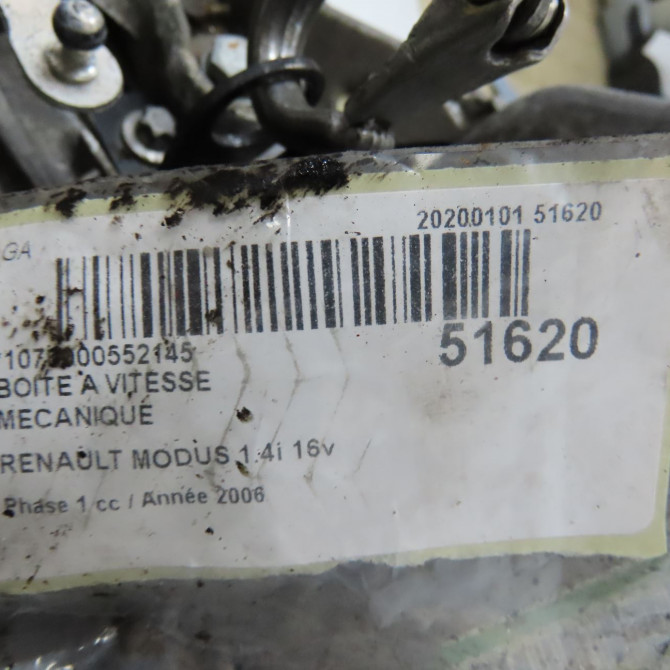 20200101 51620
GA
51620
BOITE A VITESSE
MECANIQUE
RENAULT MODUS 1.4i 16v
Phase 1 cc / Année 2006